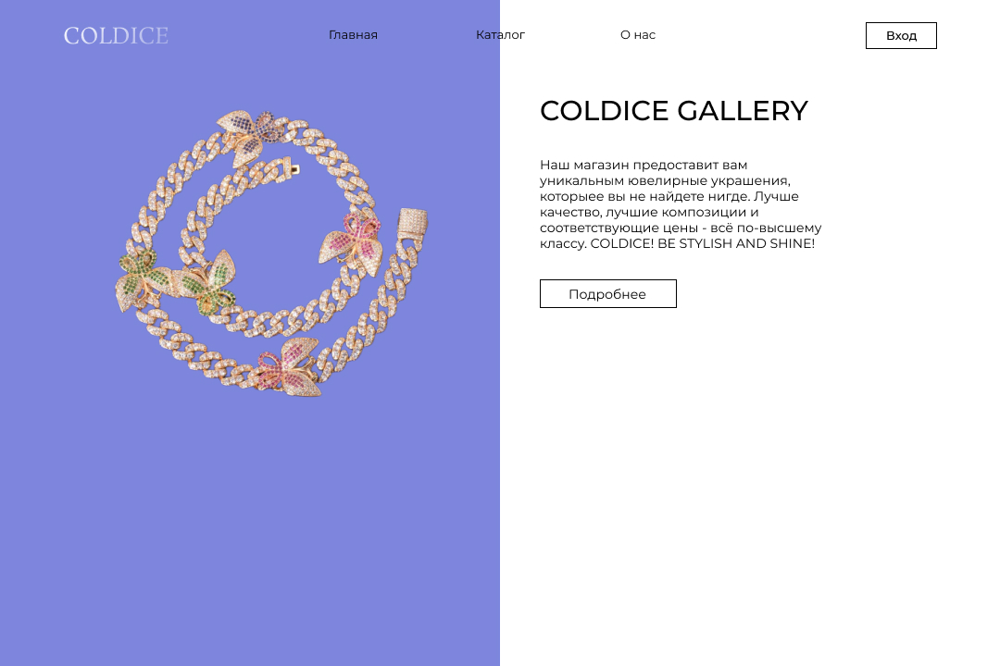 COLDICE
Главная
Каталог
О нас
Вход
COLDICE GALLERY
Наш магазин предоставит вам
уникальным ювелирные украшения,
которыее вы не найдете нигде. Лучше
качество, лучшие композиции и
соответствующие цены - всё по-высшему
классу. COLDICE! BE STYLISH AND SHINE!
Подробнее